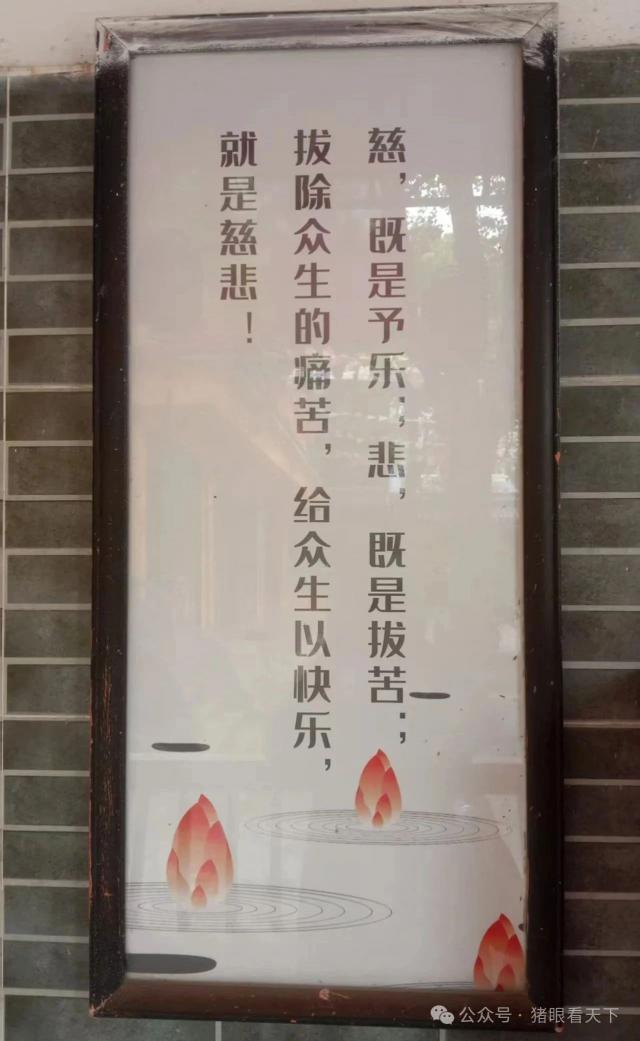 慈，既是予乐；悲，既是拔苦；
拔除众生的痛苦，给众生以快乐，
就是慈悲！
公众号·猪眼看天下